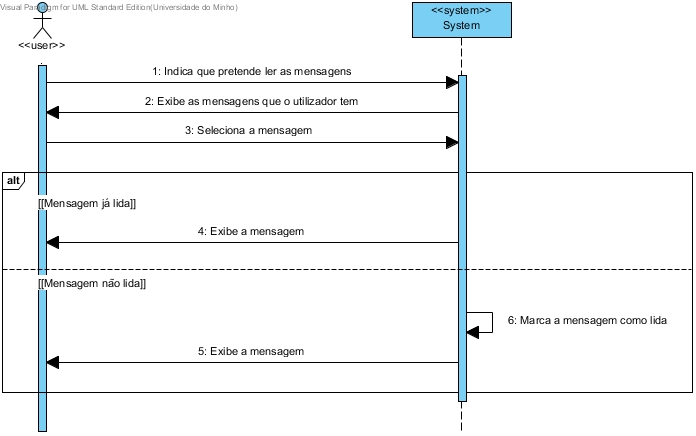 Visual Paradigm for UML Standard Edition(Universidade do Minho)
<<user>>
<<system>>
System
1: Indica que pretende ler as mensagens
2: Exibe as mensagens que o utilizador tem
3: Seleciona a mensagem
alt
[[Mensagem já lida]]
4: Exibe a mensagem
[[Mensagem não lida]]
6: Marca a mensagem como lida
5: Exibe a mensagem